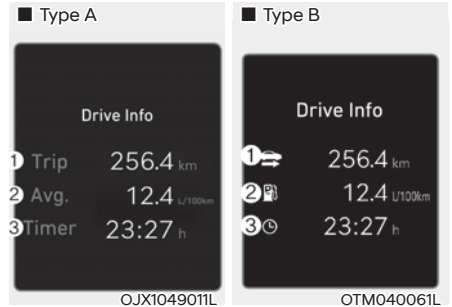 ■ Type A
Drive Info
1 Trip 256.4 km
2 Avg. 12.4 L/100km
3 Timer 23:27 h
OJX1049011L
■ Type B
Drive Info
1 256.4 km
2 12.4 L/100km
3 23:27 h
OTM040061L